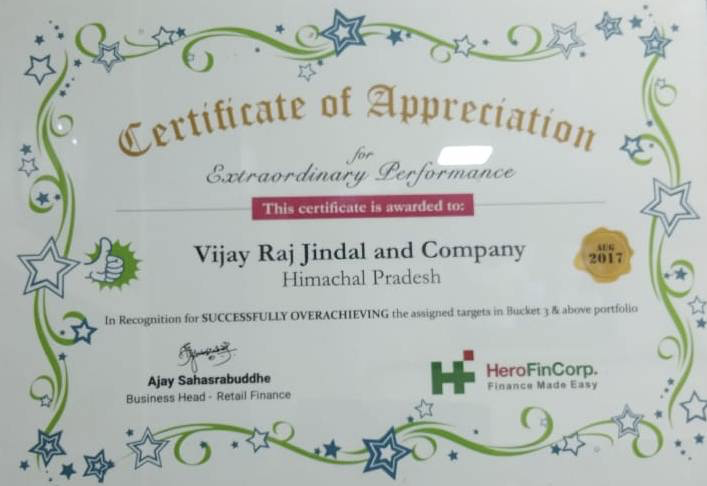 Certificate of Appreciation
for
Extraordinary Performance
This certificate is awarded to:
Vijay Raj Jindal and Company
Himachal Pradesh
AUG
2017
In Recognition for SUCCESSFULLY OVERACHIEVING the assigned targets in Bucket 3 & above portfolio
Ajay Sahasrabuddhe
Business Head - Retail Finance
HeroFinCorp.
Finance Made Easy